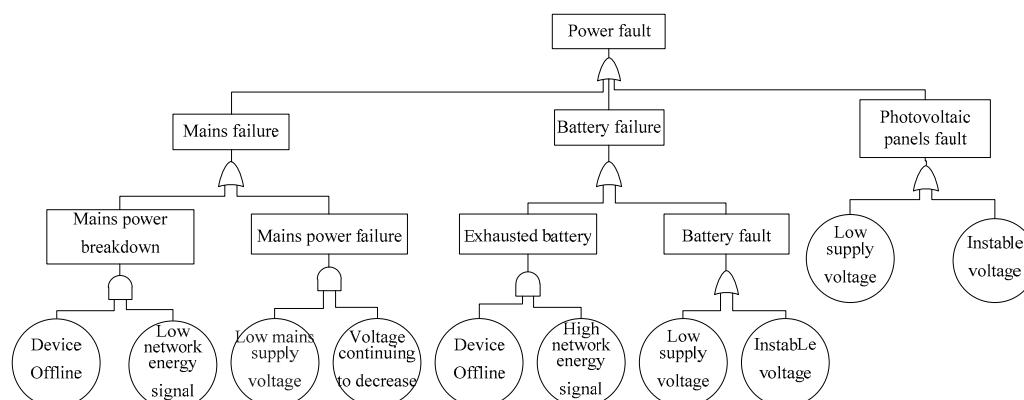 Power fault
Mains failure
Battery failure
Photovoltaic
panels fault
Mains power
breakdown
Mains power failure
Exhausted battery
Battery fault
Low
supply
voltage
Instable
voltage
Device
Offline
Low
network
energy
signal
Low mains
supply
voltage
Voltage
continuing
to decrease
Device
Offline
High
network
energy
signal
Low
supply
voltage
InstabLe
voltage